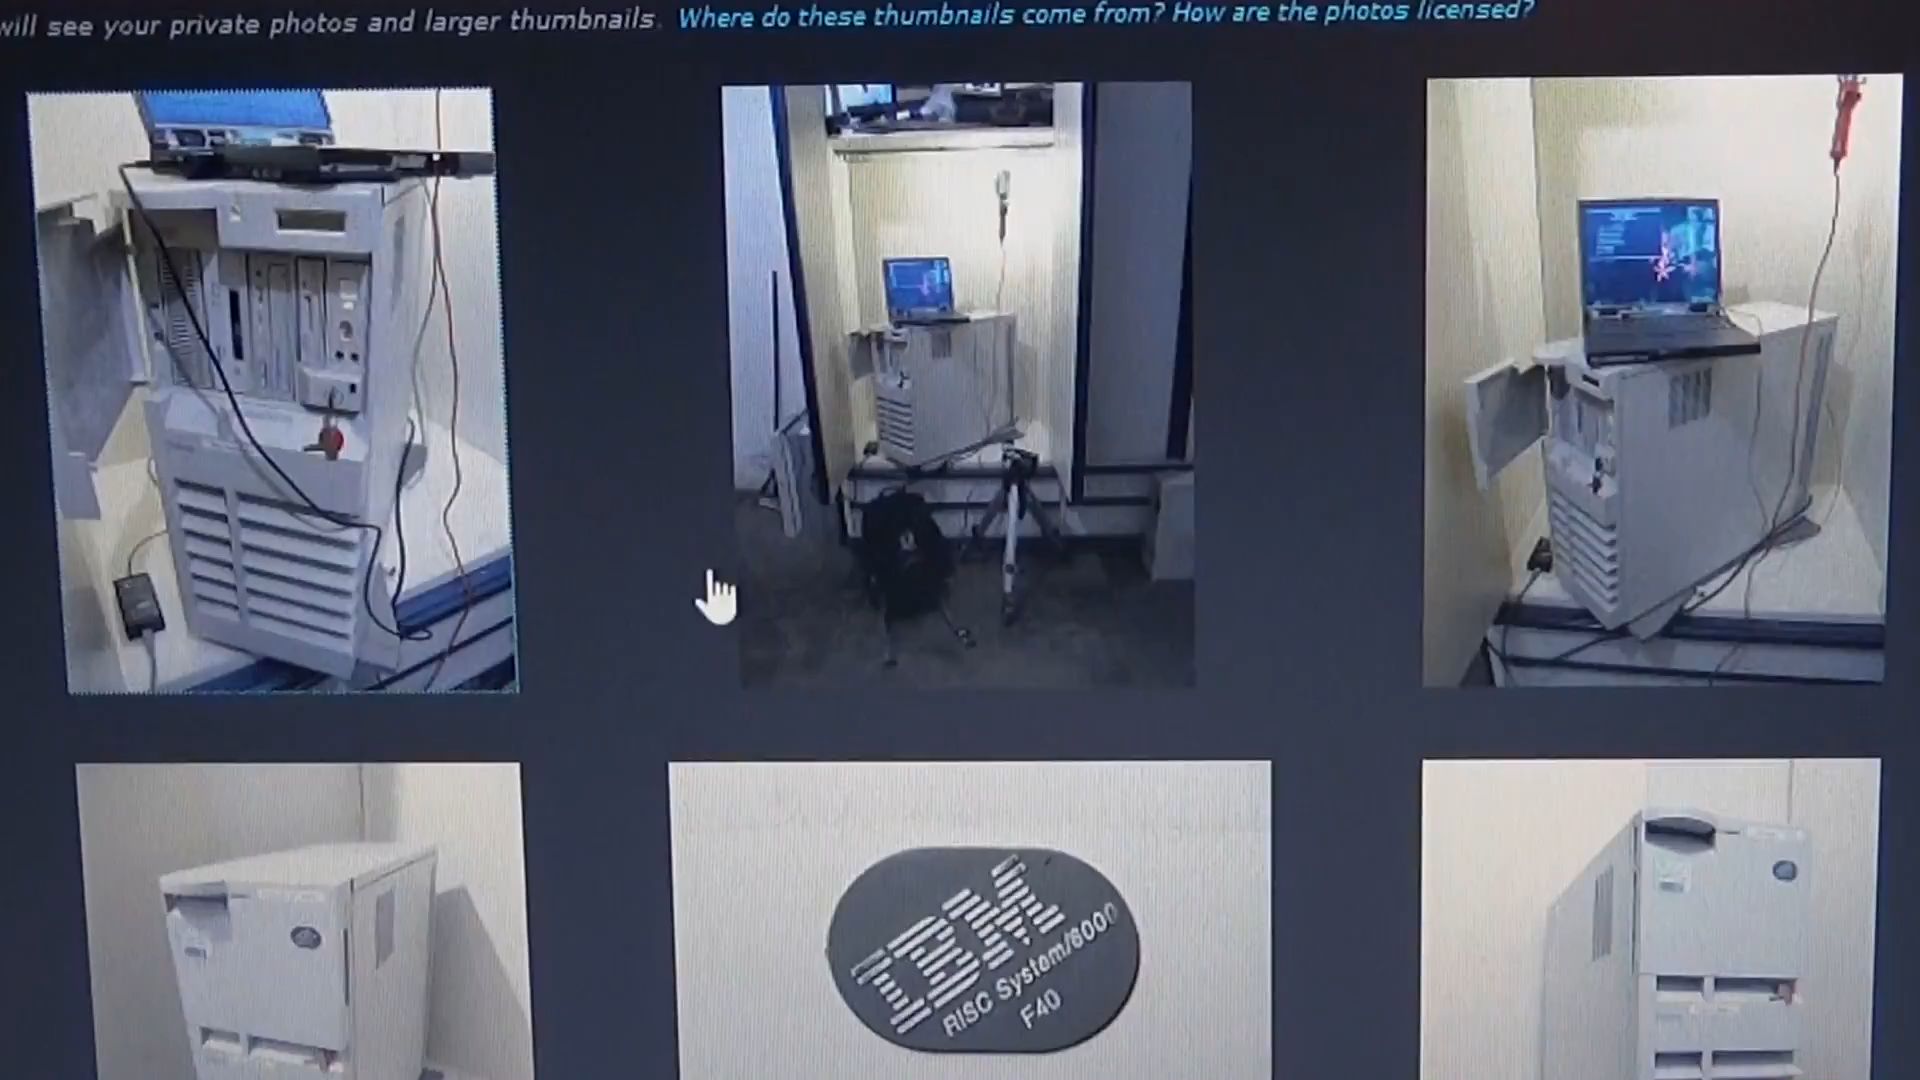 will see your private photos and larger thumbnails. Where do these thumbnails come from? How are the photos licensed?
IBM
RISC System/6000
F40